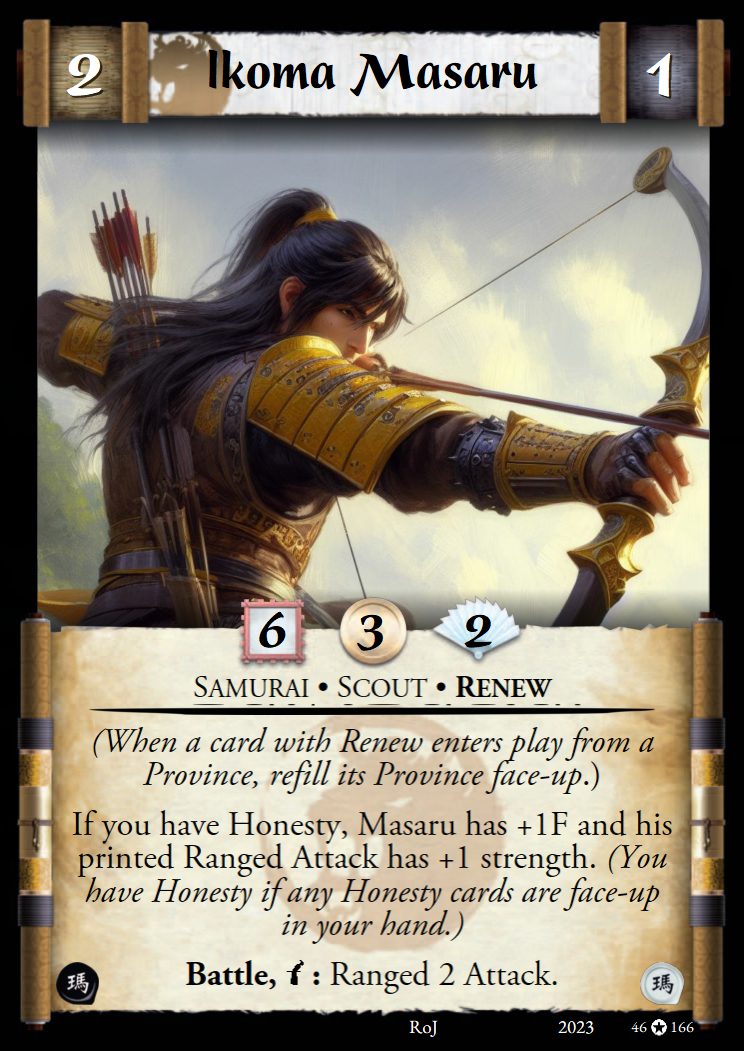 2 Ikoma Masaru 1
6 3 2
SAMURAI • SCOUT • RENEW
(When a card with Renew enters play from a
Province, refill its Province face-up.)
If you have Honesty, Masaru has +1F and his
printed Ranged Attack has +1 strength. (You
have Honesty if any Honesty cards are face-up
in your hand.)
Battle, : Ranged 2 Attack.
瑪 瑪
RoJ 2023 46 166